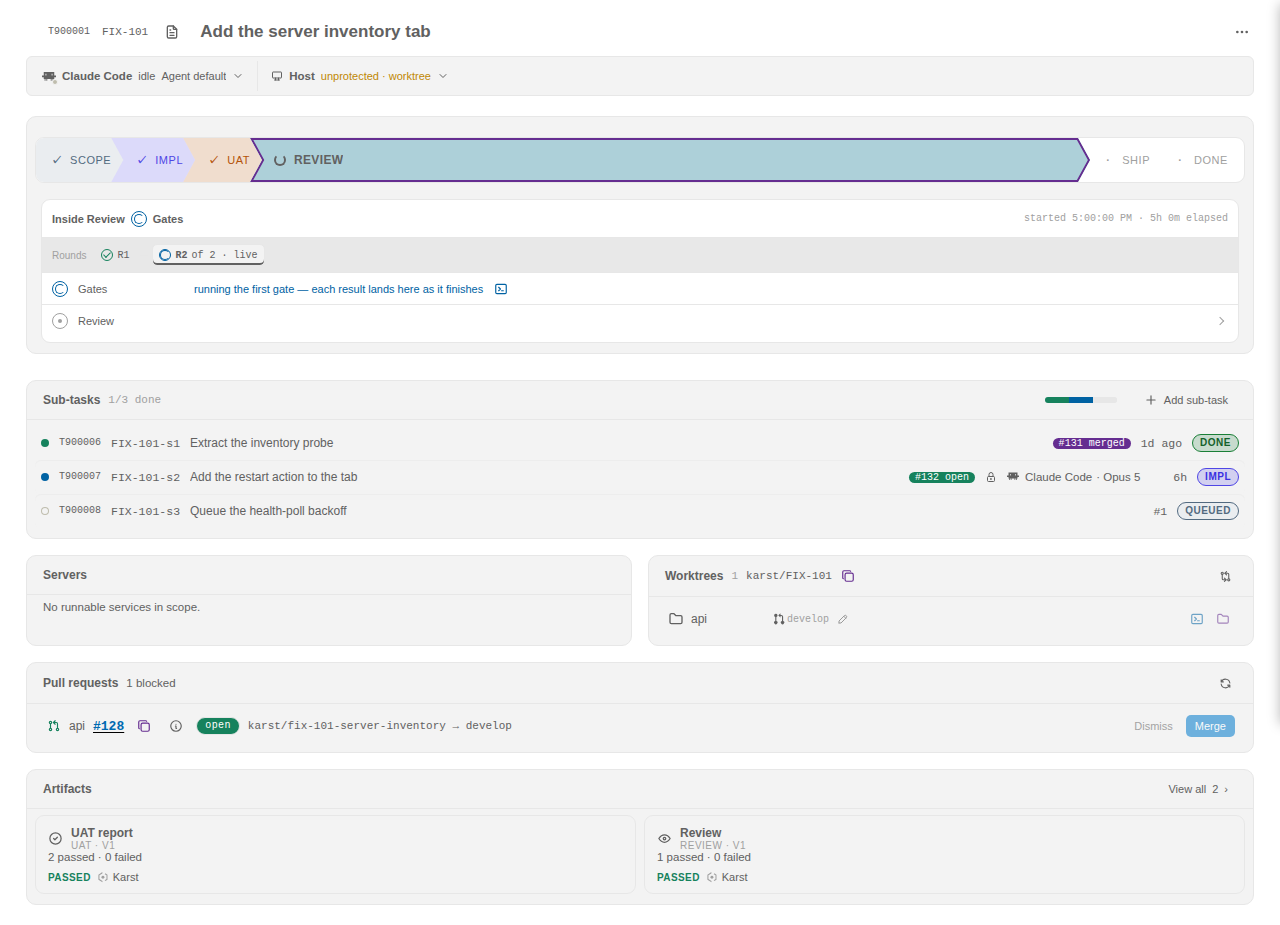 T900001 FIX-101 Add the server inventory tab
Claude Code idle Agent default Host unprotected · worktree
SCOPE IMPL UAT REVIEW SHIP DONE
Inside Review Gates started 5:00:00 PM · 5h 0m elapsed
Rounds R1 R2 of 2 · live
Gates running the first gate — each result lands here as it finishes
Review
Sub-tasks 1/3 done Add sub-task
T900006 FIX-101-s1 Extract the inventory probe #131 merged 1d ago DONE
T900007 FIX-101-s2 Add the restart action to the tab #132 open Claude Code · Opus 5 6h IMPL
T900008 FIX-101-s3 Queue the health-poll backoff #1 QUEUED
Servers
No runnable services in scope.
Worktrees 1 karst/FIX-101
api develop
Pull requests 1 blocked
api #128 open karst/fix-101-server-inventory → develop Dismiss Merge
Artifacts View all 2 ›
UAT report
UAT · V1
2 passed · 0 failed
PASSED Karst
Review
REVIEW · V1
1 passed · 0 failed
PASSED Karst